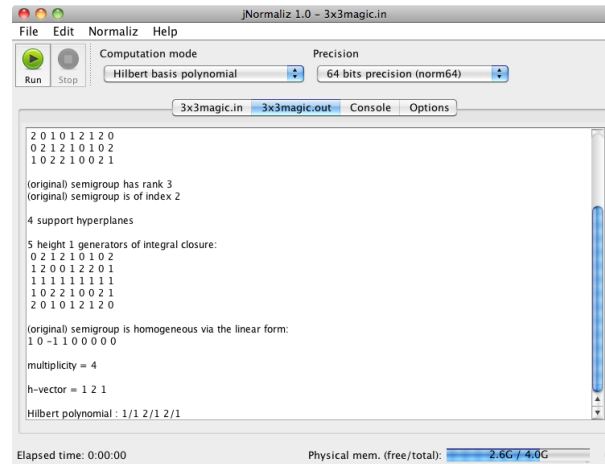 jNormaliz 1.0 - 3x3magic.in
File Edit Normaliz Help
Computation mode Precision
Run Stop Hilbert basis polynomial 64 bits precision (norm64)
3x3magic.in 3x3magic.out Console Options
2 0 1 0 1 2 1 2 0
0 2 1 2 1 0 1 0 2
1 0 2 2 1 0 0 2 1
(original) semigroup has rank 3
(original) semigroup is of index 2
4 support hyperplanes
5 height 1 generators of integral closure:
0 2 1 2 1 0 1 0 2
1 2 0 0 1 2 2 0 1
1 1 1 1 1 1 1 1 1
1 0 2 2 1 0 0 2 1
2 0 1 0 1 2 1 2 0
(original) semigroup is homogeneous via the linear form:
1 0 -1 1 0 0 0 0 0
multiplicity = 4
h-vector = 1 2 1
Hilbert polynomial : 1/1 2/1 2/1
Elapsed time: 0:00:00 Physical mem. (free/total): 2.6G / 4.0G